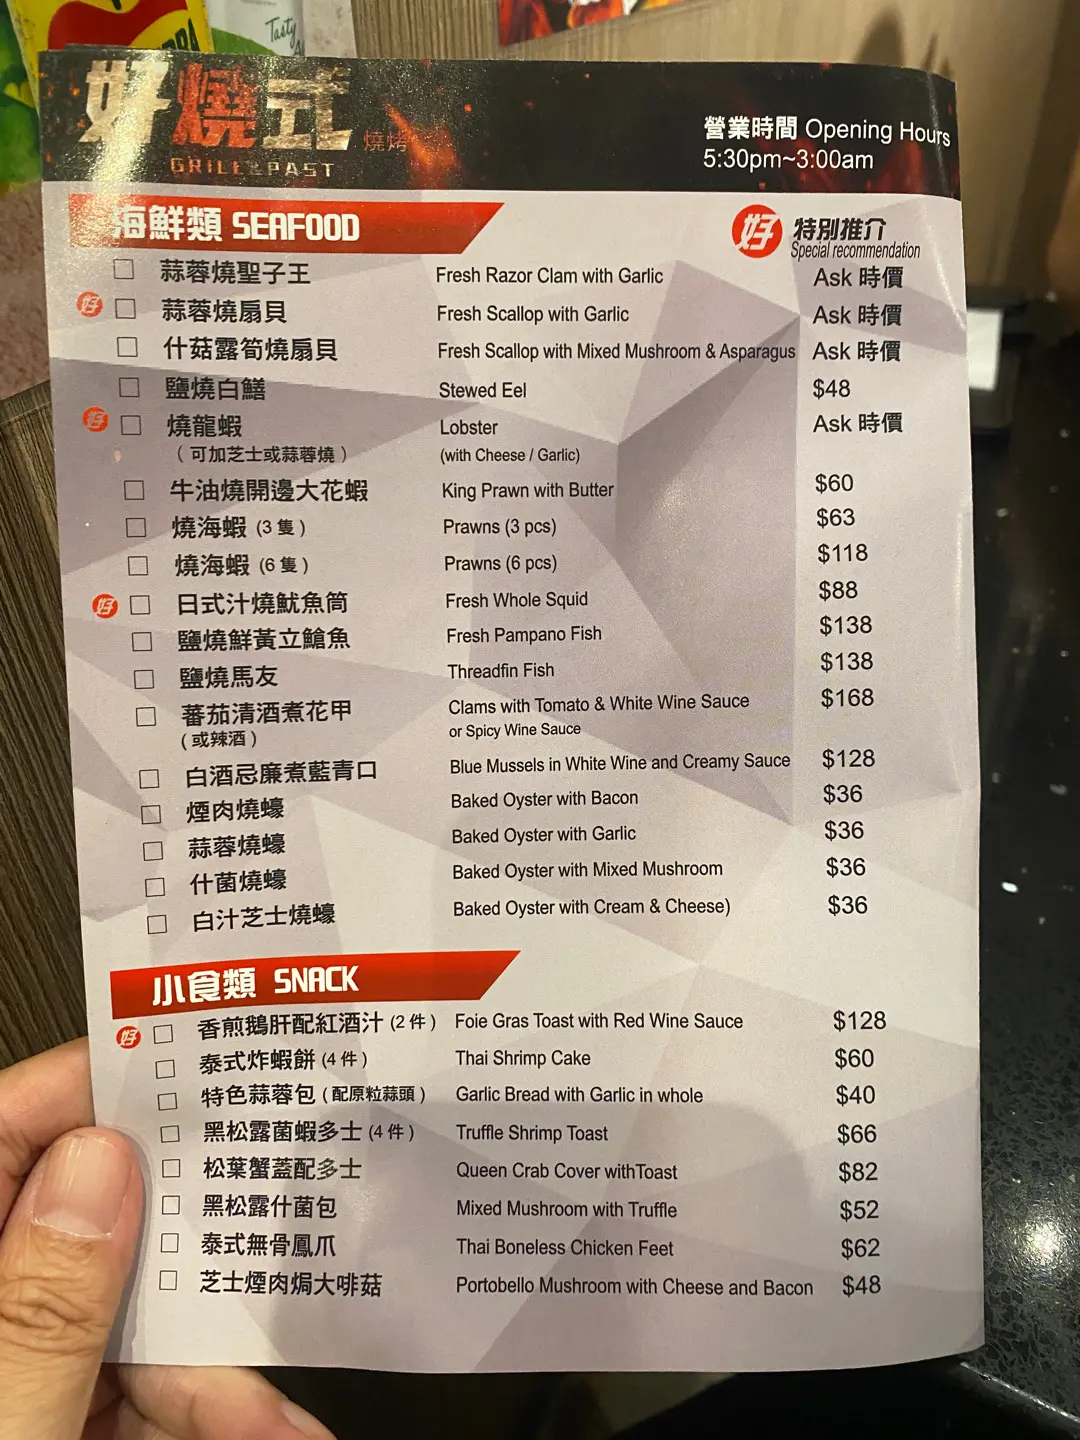 Tasty
好燒式 燒烤
GRILL PAST
營業時間 Opening Hours
5:30pm~3:00am
海鮮類 SEAFOOD
好 特別推介
Special recommendation
蒜蓉燒聖子王 Fresh Razor Clam with Garlic Ask 時價
好 蒜蓉燒扇貝 Fresh Scallop with Garlic Ask 時價
什菇露筍燒扇貝 Fresh Scallop with Mixed Mushroom & Asparagus Ask 時價
鹽燒白鱔 Stewed Eel $48
好 燒龍蝦 Lobster Ask 時價
（可加芝士或蒜蓉燒） (with Cheese / Garlic)
牛油燒開邊大花蝦 King Prawn with Butter $60
燒海蝦 (3 隻) Prawns (3 pcs) $63
燒海蝦 (6 隻) Prawns (6 pcs) $118
好 日式汁燒魷魚筒 Fresh Whole Squid $88
鹽燒鮮黃立鯧魚 Fresh Pampano Fish $138
鹽燒馬友 Threadfin Fish $138
蕃茄清酒煮花甲 Clams with Tomato & White Wine Sauce $168
(或辣酒) or Spicy Wine Sauce
白酒忌廉煮藍青口 Blue Mussels in White Wine and Creamy Sauce $128
煙肉燒蠔 Baked Oyster with Bacon $36
蒜蓉燒蠔 Baked Oyster with Garlic $36
什菌燒蠔 Baked Oyster with Mixed Mushroom $36
白汁芝士燒蠔 Baked Oyster with Cream & Cheese) $36
小食類 SNACK
好 香煎鵝肝配紅酒汁 (2 件) Foie Gras Toast with Red Wine Sauce $128
泰式炸蝦餅 (4 件) Thai Shrimp Cake $60
特色蒜蓉包 (配原粒蒜頭) Garlic Bread with Garlic in whole $40
黑松露菌蝦多士 (4 件) Truffle Shrimp Toast $66
松葉蟹蓋配多士 Queen Crab Cover withToast $82
黑松露什菌包 Mixed Mushroom with Truffle $52
泰式無骨鳳爪 Thai Boneless Chicken Feet $62
芝士煙肉焗大啡菇 Portobello Mushroom with Cheese and Bacon $48